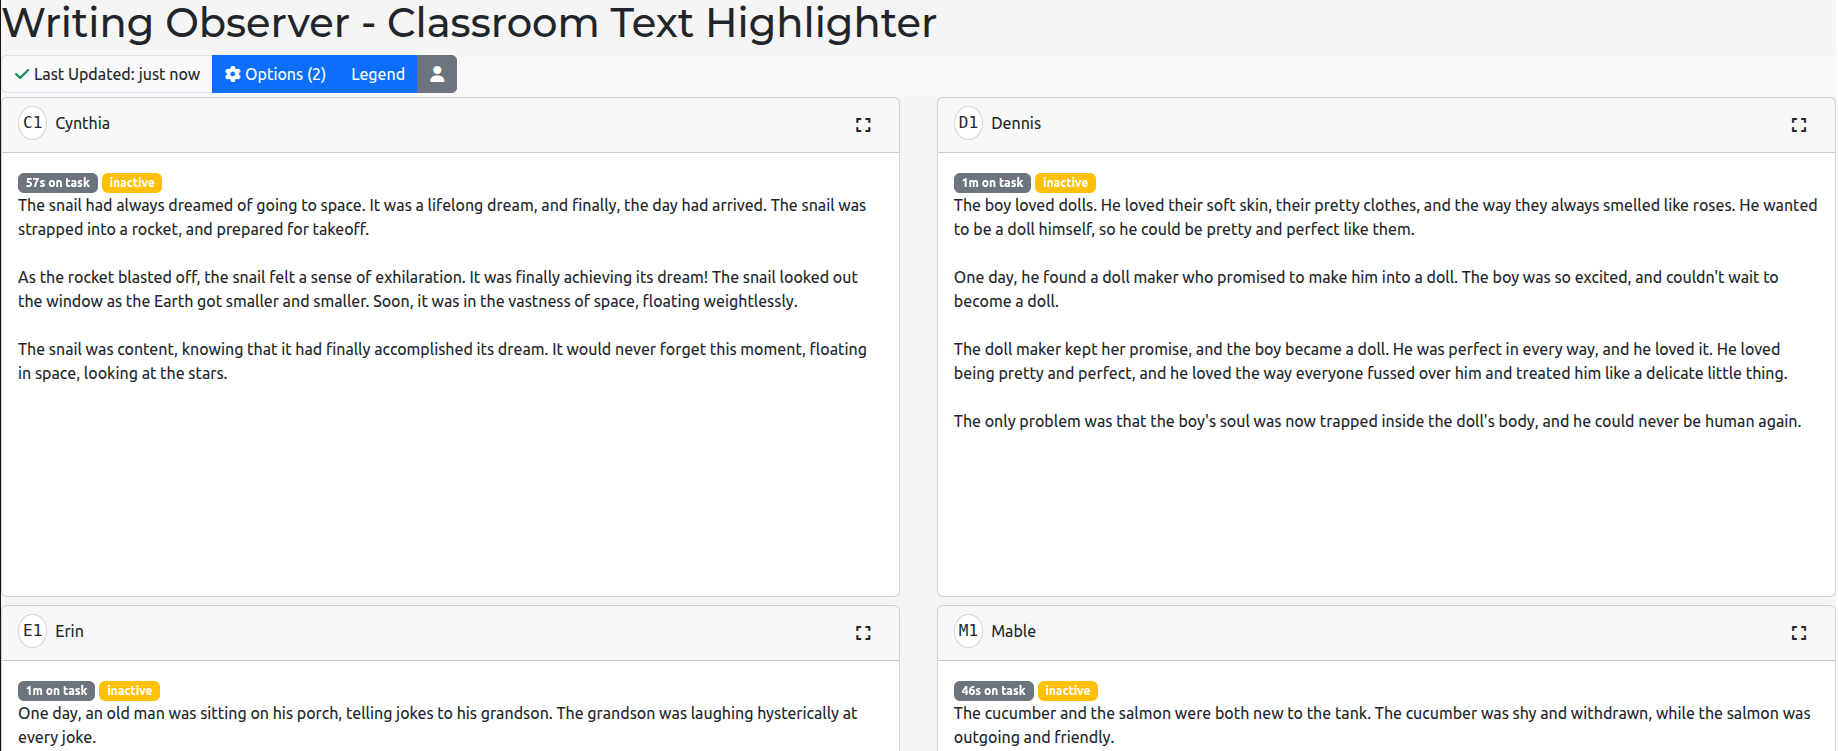 Writing Observer - Classroom Text Highlighter
Last Updated: just now
Options (2)
Legend
C1 Cynthia
57s on task inactive
The snail had always dreamed of going to space. It was a lifelong dream, and finally, the day had arrived. The snail was
strapped into a rocket, and prepared for takeoff.
As the rocket blasted off, the snail felt a sense of exhilaration. It was finally achieving its dream! The snail looked out
the window as the Earth got smaller and smaller. Soon, it was in the vastness of space, floating weightlessly.
The snail was content, knowing that it had finally accomplished its dream. It would never forget this moment, floating
in space, looking at the stars.
D1 Dennis
1m on task inactive
The boy loved dolls. He loved their soft skin, their pretty clothes, and the way they always smelled like roses. He wanted
to be a doll himself, so he could be pretty and perfect like them.
One day, he found a doll maker who promised to make him into a doll. The boy was so excited, and couldn't wait to
become a doll.
The doll maker kept her promise, and the boy became a doll. He was perfect in every way, and he loved it. He loved
being pretty and perfect, and he loved the way everyone fussed over him and treated him like a delicate little thing.
The only problem was that the boy's soul was now trapped inside the doll's body, and he could never be human again.
E1 Erin
1m on task inactive
One day, an old man was sitting on his porch, telling jokes to his grandson. The grandson was laughing hysterically at
every joke.
M1 Mable
46s on task inactive
The cucumber and the salmon were both new to the tank. The cucumber was shy and withdrawn, while the salmon was
outgoing and friendly.